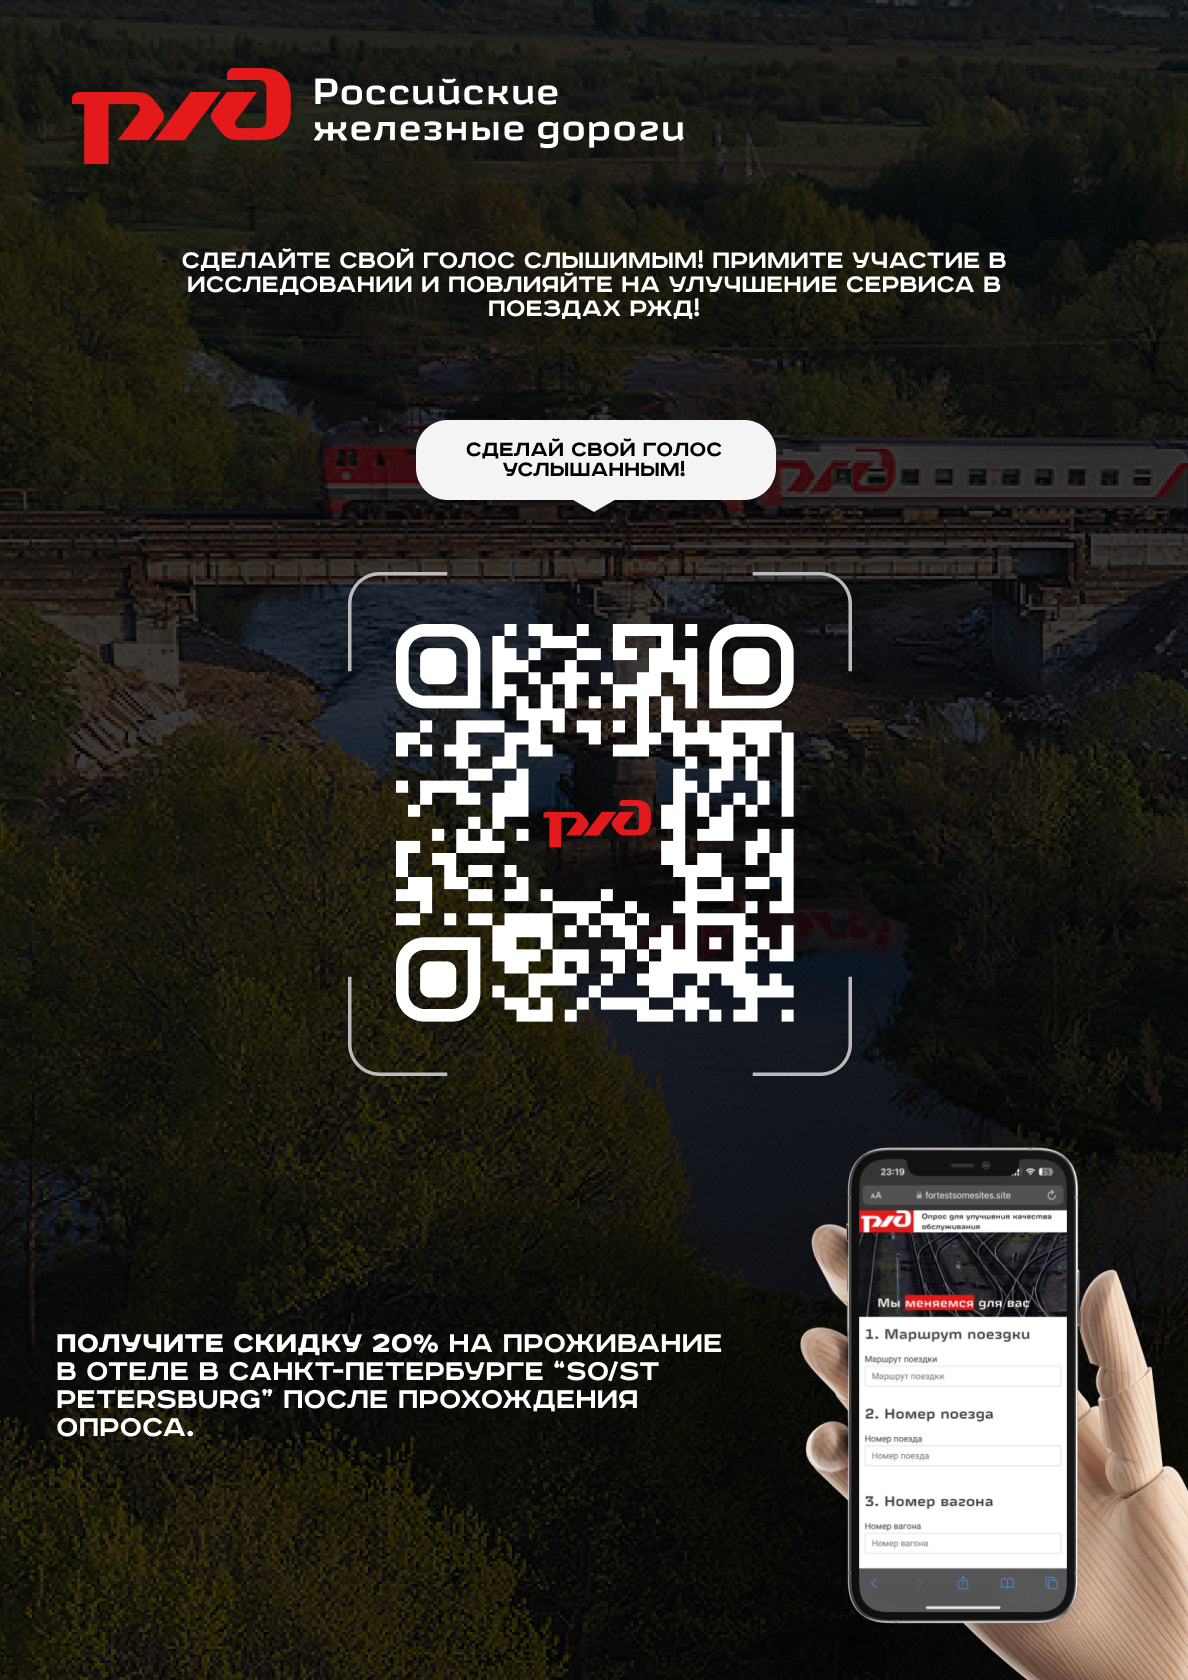 ржд Российские
железные дороги
СДЕЛАЙТЕ СВОЙ ГОЛОС СЛЫШИМЫМ! ПРИМИТЕ УЧАСТИЕ В
ИССЛЕДОВАНИИ И ПОВЛИЯЙТЕ НА УЛУЧШЕНИЕ СЕРВИСА В
ПОЕЗДАХ РЖД!
СДЕЛАЙ СВОЙ ГОЛОС
УСЛЫШАННЫМ!
ржд
ржд
23:19
AA fortestsomesites.site
ржд Опрос для улучшения качества
обслуживания
Мы меняемся для вас
1. Маршрут поездки
Маршрут поездки
Маршрут поездки
2. Номер поезда
Номер поезда
Номер поезда
3. Номер вагона
Номер вагона
Номер вагона
ПОЛУЧИТЕ СКИДКУ 20% НА ПРОЖИВАНИЕ
В ОТЕЛЕ В САНКТ-ПЕТЕРБУРГЕ “SO/ST
PETERSBURG” ПОСЛЕ ПРОХОЖДЕНИЯ
ОПРОСА.